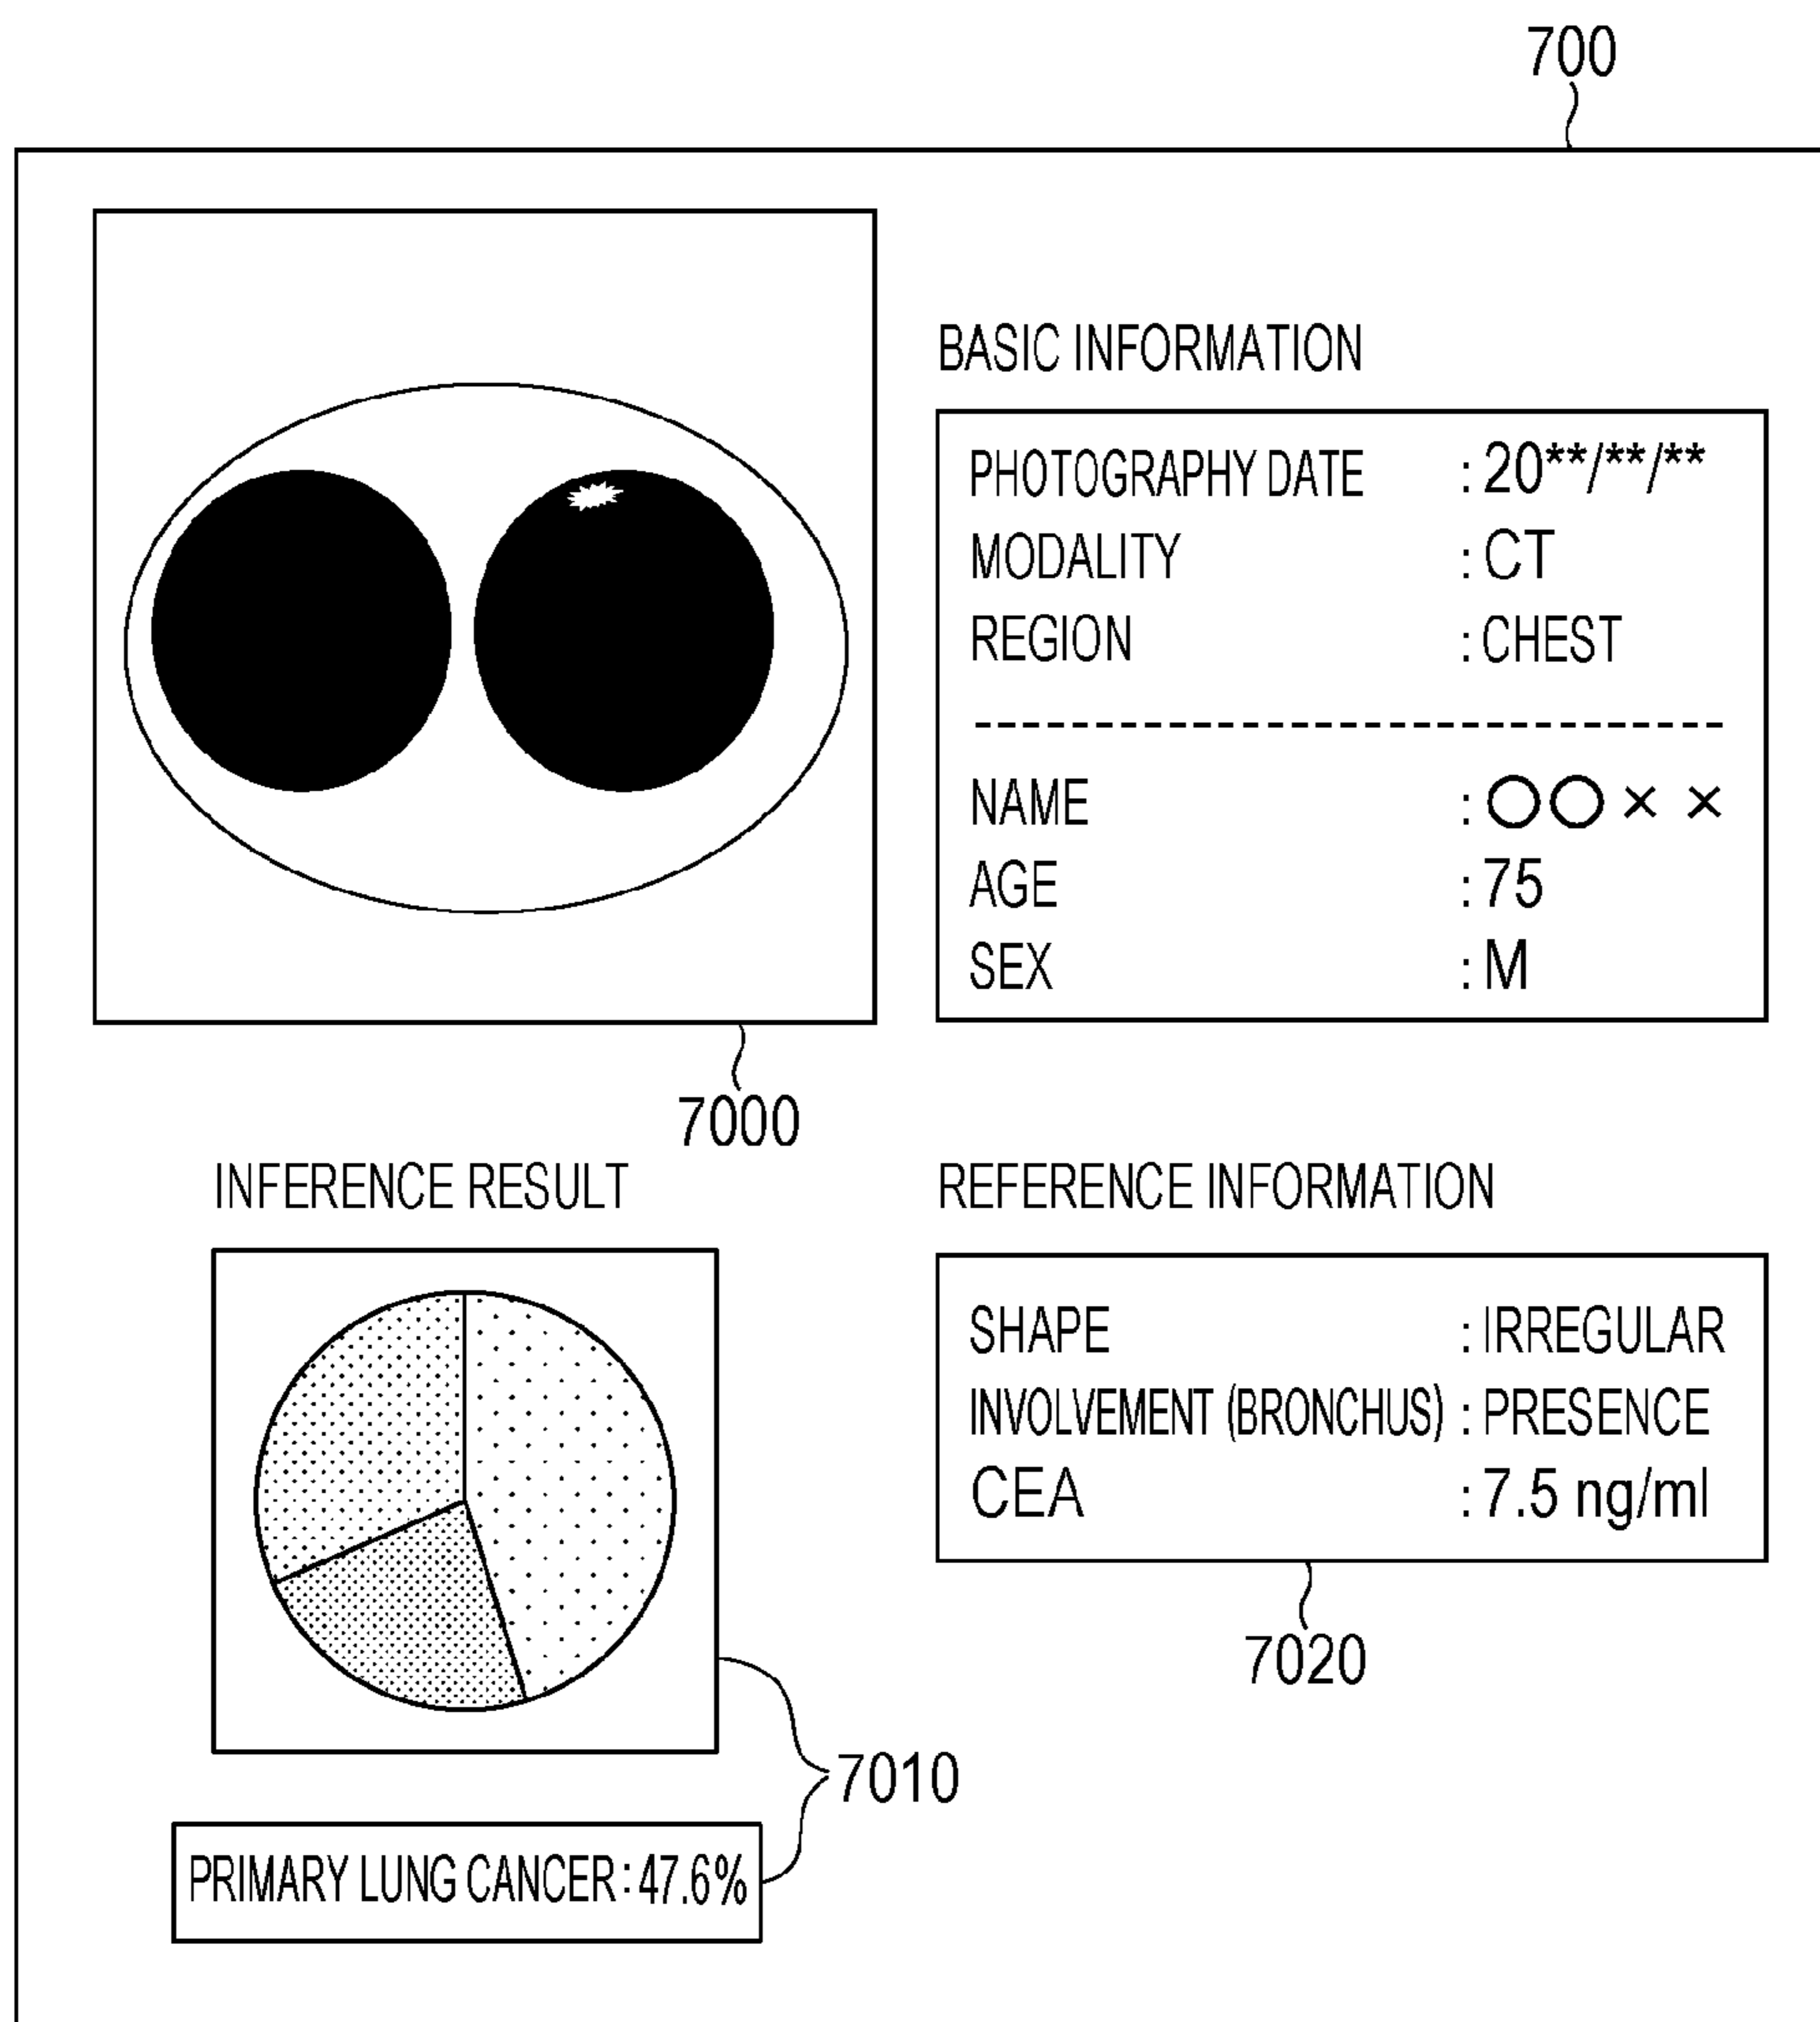 700
BASIC INFORMATION
PHOTOGRAPHY DATE : 20**/**/**
MODALITY : CT
REGION : CHEST
--------------------------------
NAME : ○○××
AGE : 75
SEX : M
7000
INFERENCE RESULT
REFERENCE INFORMATION
SHAPE : IRREGULAR
INVOLVEMENT (BRONCHUS) : PRESENCE
CEA : 7.5 ng/ml
7020
7010
PRIMARY LUNG CANCER:47.6%